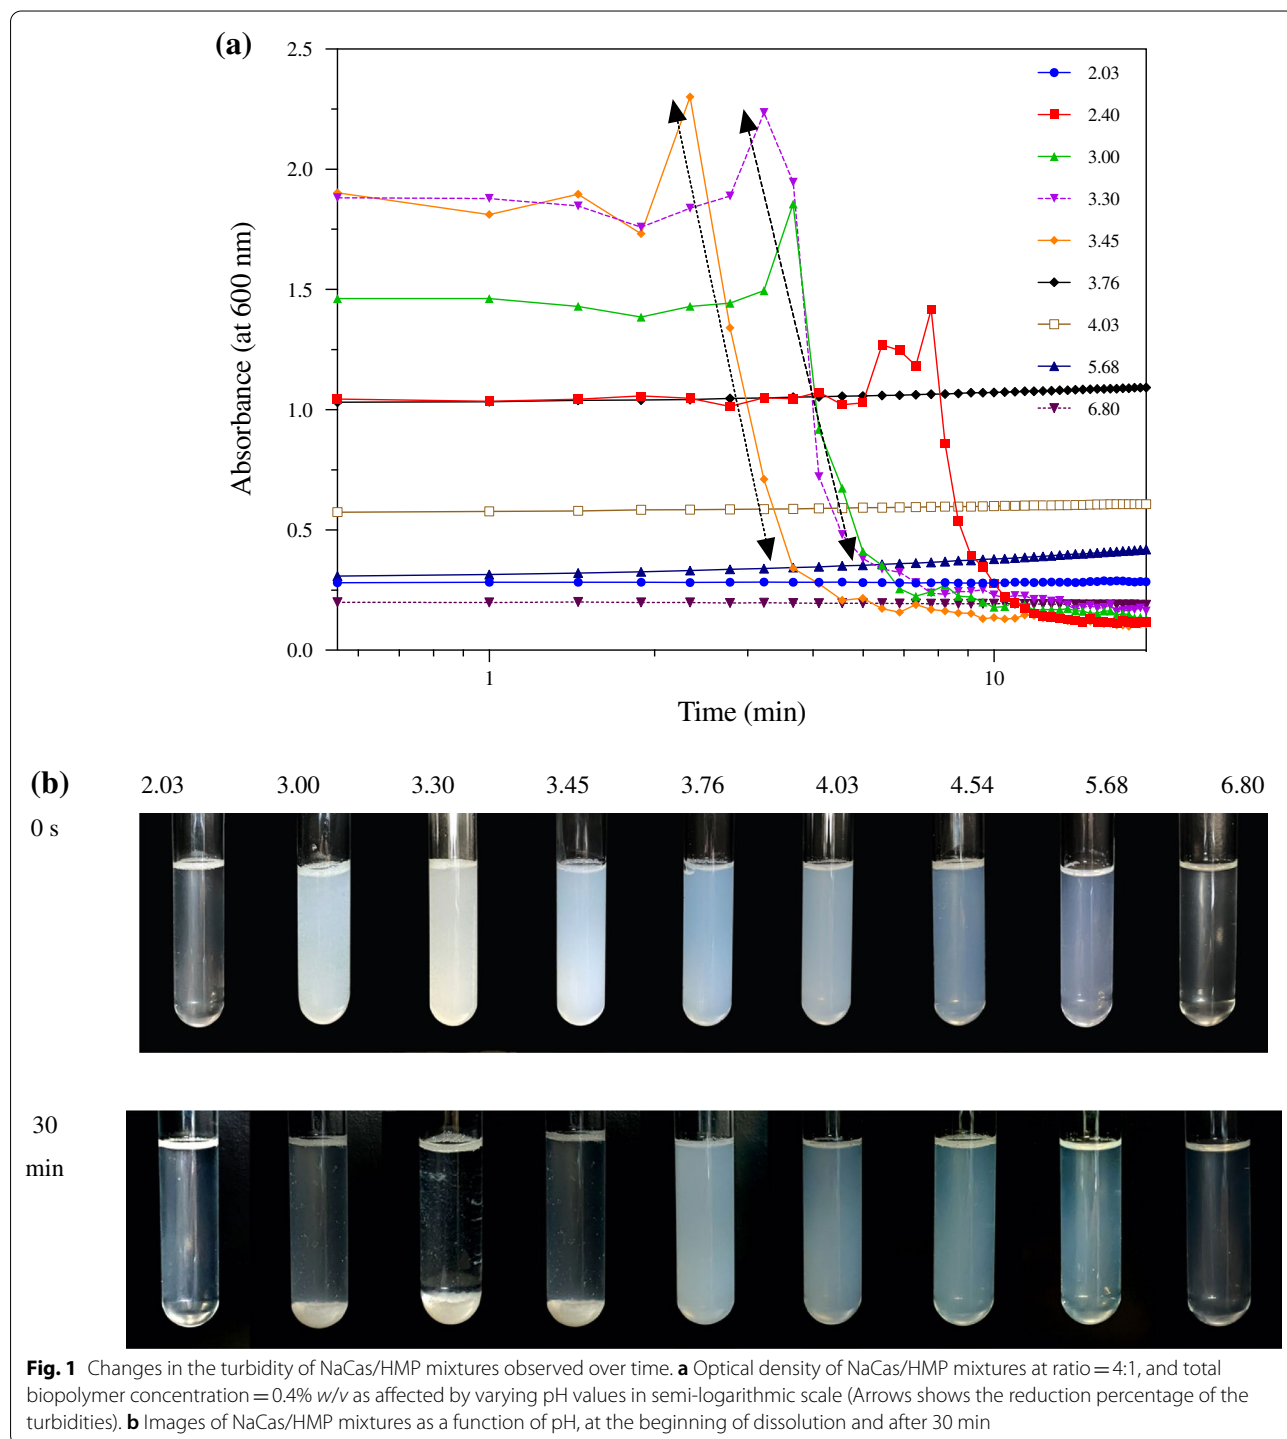 (a)
2.5
2.0
1.5
1.0
0.5
0.0
Absorbance (at 600 nm)
1
10
Time (min)
2.03
2.40
3.00
3.30
3.45
3.76
4.03
5.68
6.80
(b)
2.03 3.00 3.30 3.45 3.76 4.03 4.54 5.68 6.80
0 s
30
min
Fig. 1 Changes in the turbidity of NaCas/HMP mixtures observed over time. a Optical density of NaCas/HMP mixtures at ratio = 4:1, and total
biopolymer concentration = 0.4% w/v as affected by varying pH values in semi-logarithmic scale (Arrows shows the reduction percentage of the
turbidities). b Images of NaCas/HMP mixtures as a function of pH, at the beginning of dissolution and after 30 min